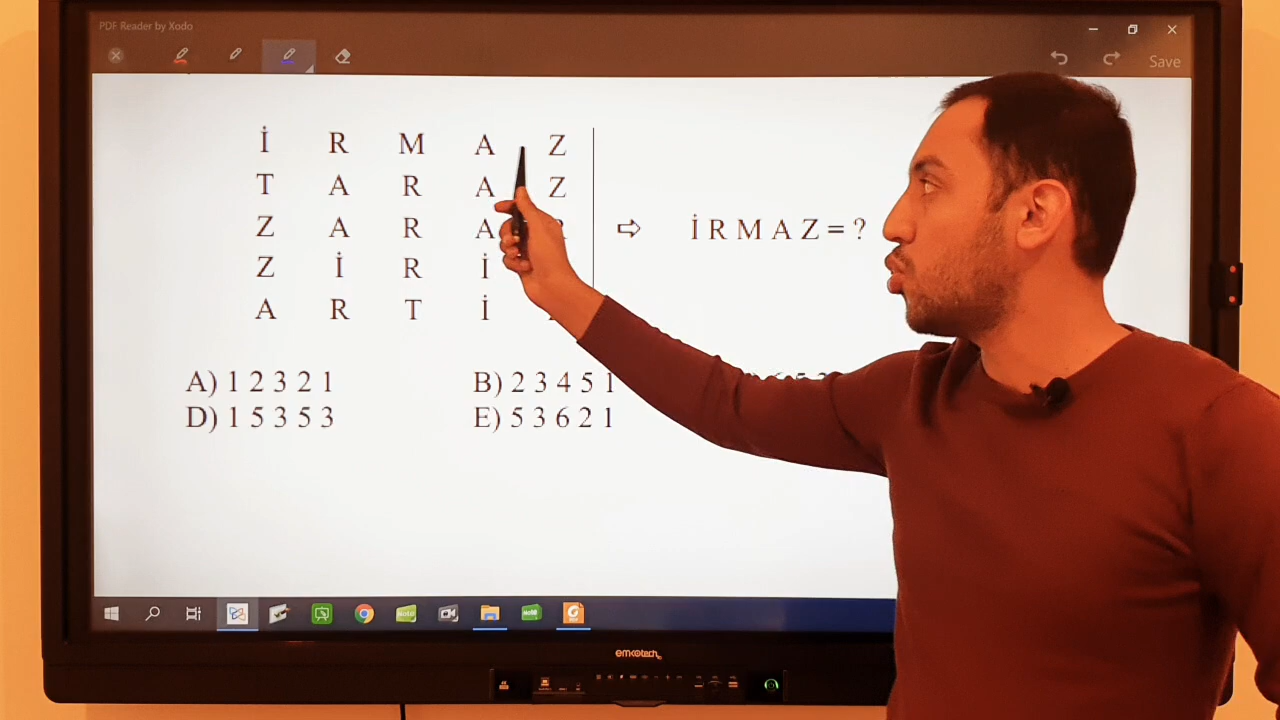 PDF Reader by Xodo
Save
İ R M A Z
T A R A Z
Z A R A R
Z İ R İ
A R T İ
İ R M A Z = ?
A) 1 2 3 2 1
B) 2 3 4 5 1
D) 1 5 3 5 3
E) 5 3 6 2 1
emkotech